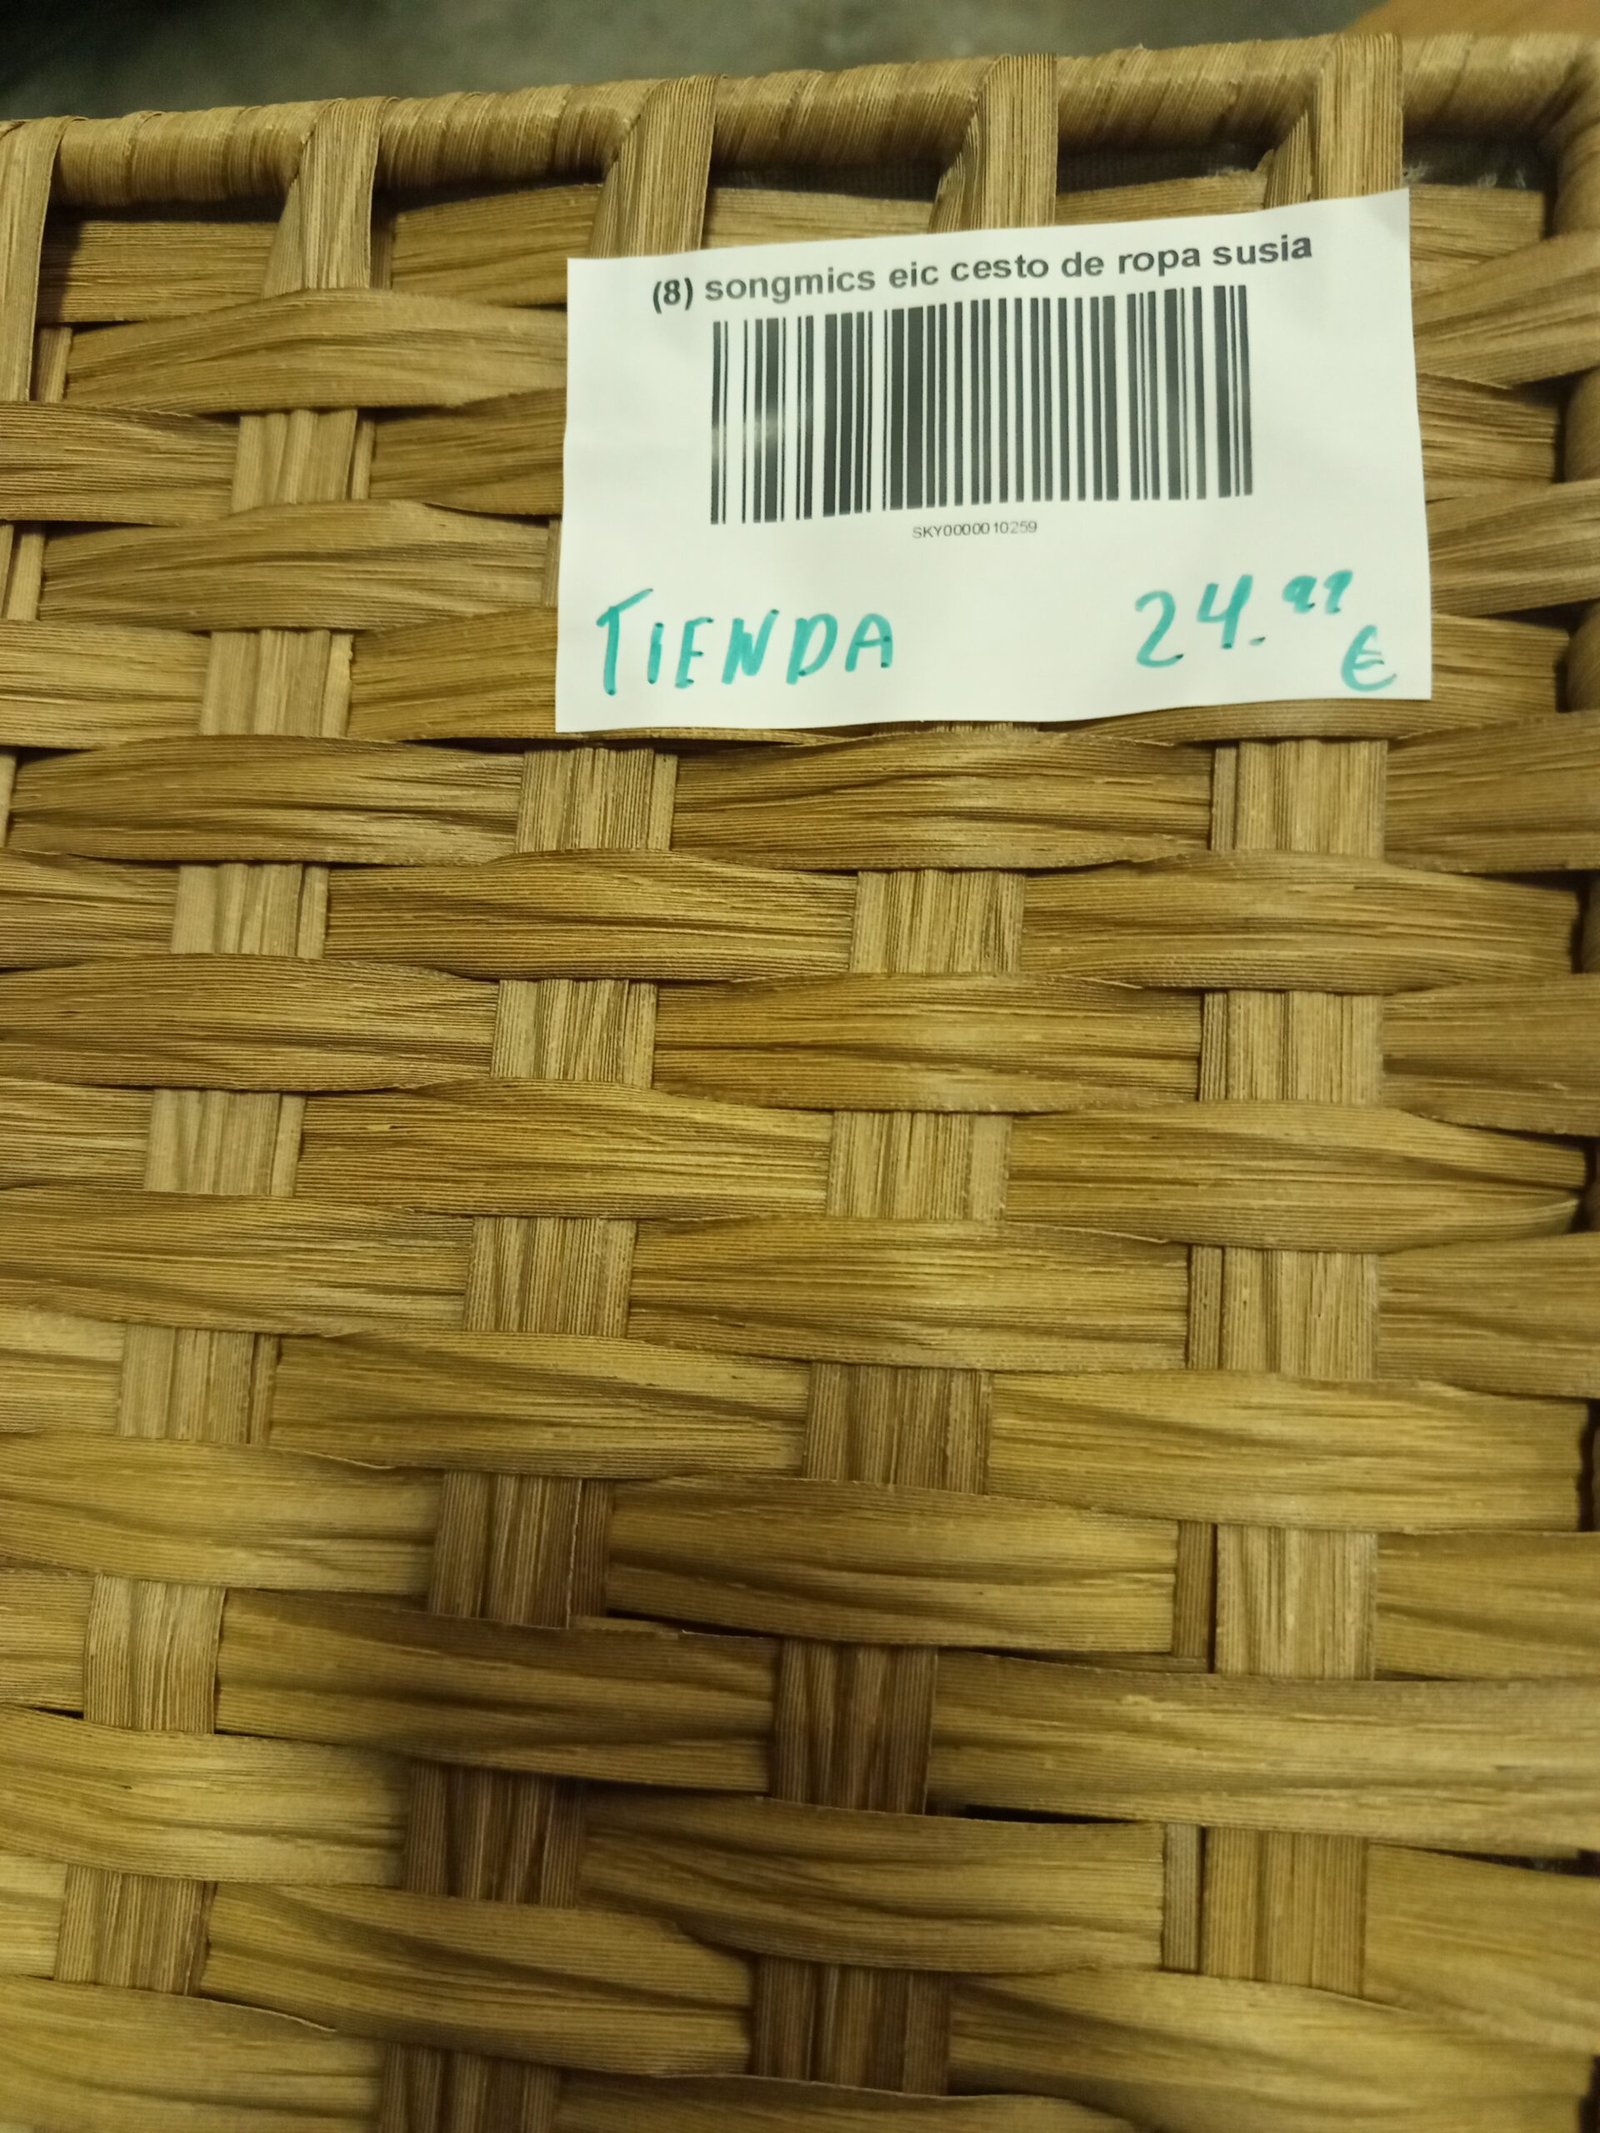 (8) songmics eic cesto de ropa susia
SKY0000010259
TIENDA 24.99 €